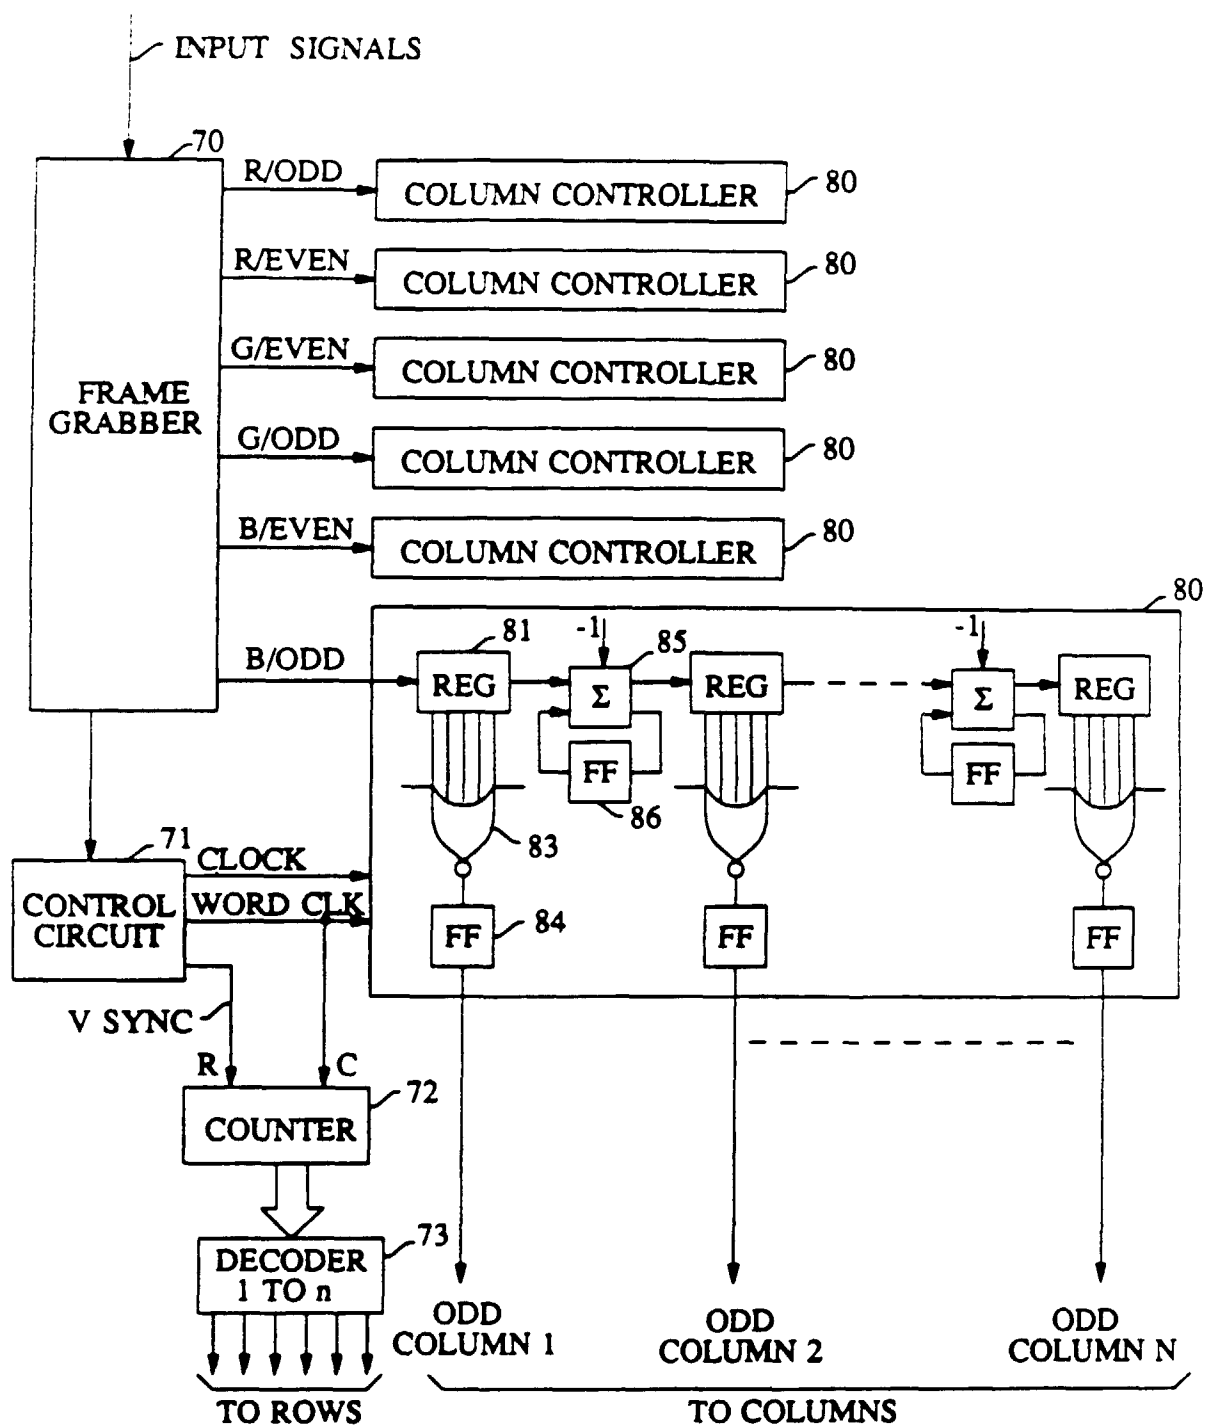 INPUT SIGNALS
70
R/ODD
COLUMN CONTROLLER
80
R/EVEN
COLUMN CONTROLLER
80
G/EVEN
COLUMN CONTROLLER
80
FRAME
GRABBER
G/ODD
COLUMN CONTROLLER
80
B/EVEN
COLUMN CONTROLLER
80
80
B/ODD
81
REG
-1
85
Σ
REG
-1
Σ
REG
FF
86
FF
83
71
CONTROL
CIRCUIT
CLOCK
WORD CLK
FF
84
FF
FF
V SYNC
R
C
72
COUNTER
73
DECODER
1 TO n
ODD
COLUMN 1
ODD
COLUMN 2
ODD
COLUMN N
TO ROWS
TO COLUMNS